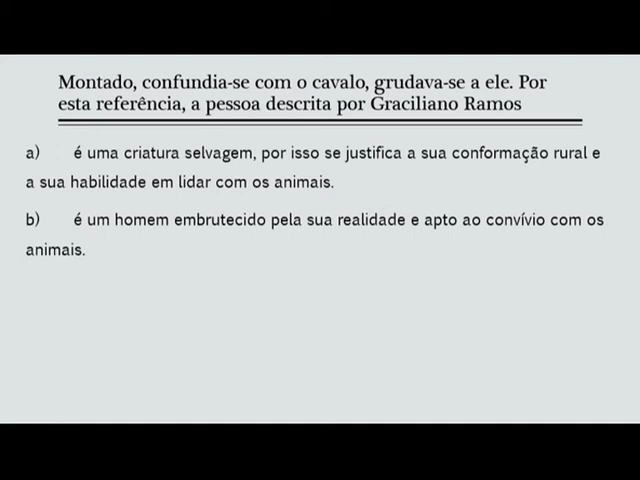 Montado, confundia-se com o cavalo, grudava-se a ele. Por
esta referência, a pessoa descrita por Graciliano Ramos
a) é uma criatura selvagem, por isso se justifica a sua conformação rural e
a sua habilidade em lidar com os animais.
b) é um homem embrutecido pela sua realidade e apto ao convívio com os
animais.